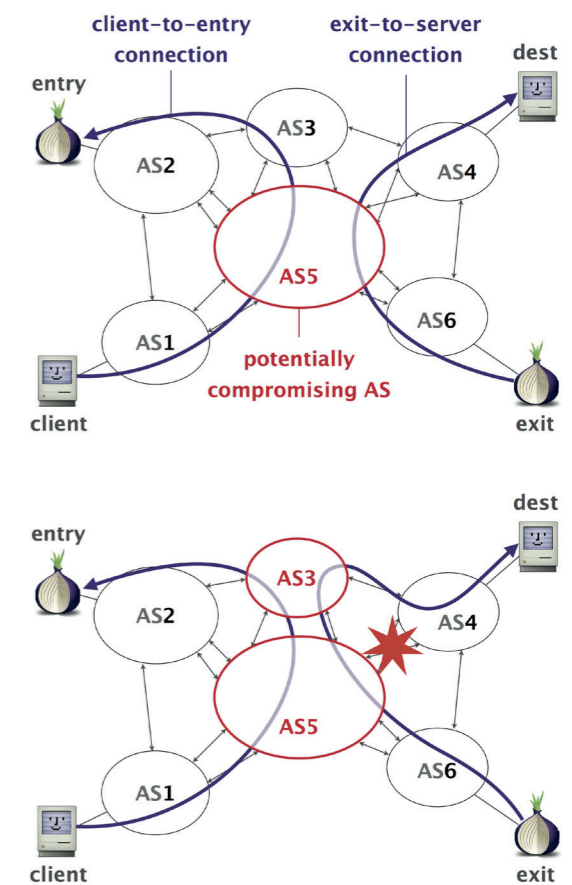 client-to-entry
connection
exit-to-server
connection
dest
entry
AS3
AS2
AS4
AS5
AS6
AS1
potentially
compromising AS
client
exit
dest
entry
AS3
AS2
AS4
AS5
AS6
AS1
client
exit